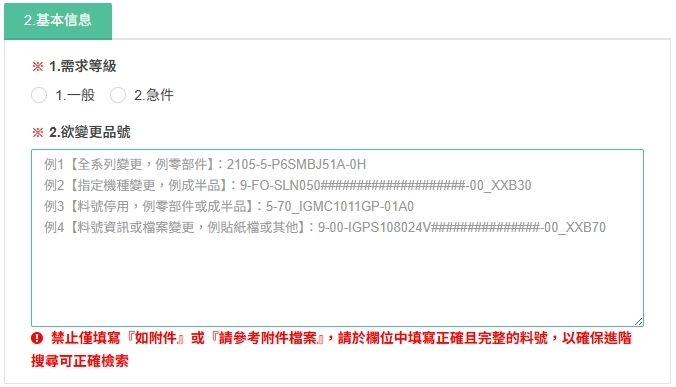 2.基本信息
※ 1.需求等級
1.一般 2.急件
※ 2.欲變更品號
例1【全系列變更，例零部件】：2105-5-P6SMBJ51A-0H
例2【指定機種變更，例成半品】：9-FO-SLN050####################-00_XXB30
例3【料號停用，例零部件或成半品】：5-70_IGMC1011GP-01A0
例4【料號資訊或檔案變更，例貼紙檔或其他】：9-00-IGPS108024V###############-00_XXB70
禁止僅填寫『如附件』或『請參考附件檔案』，請於欄位中填寫正確且完整的料號，以確保進階
搜尋可正確檢索